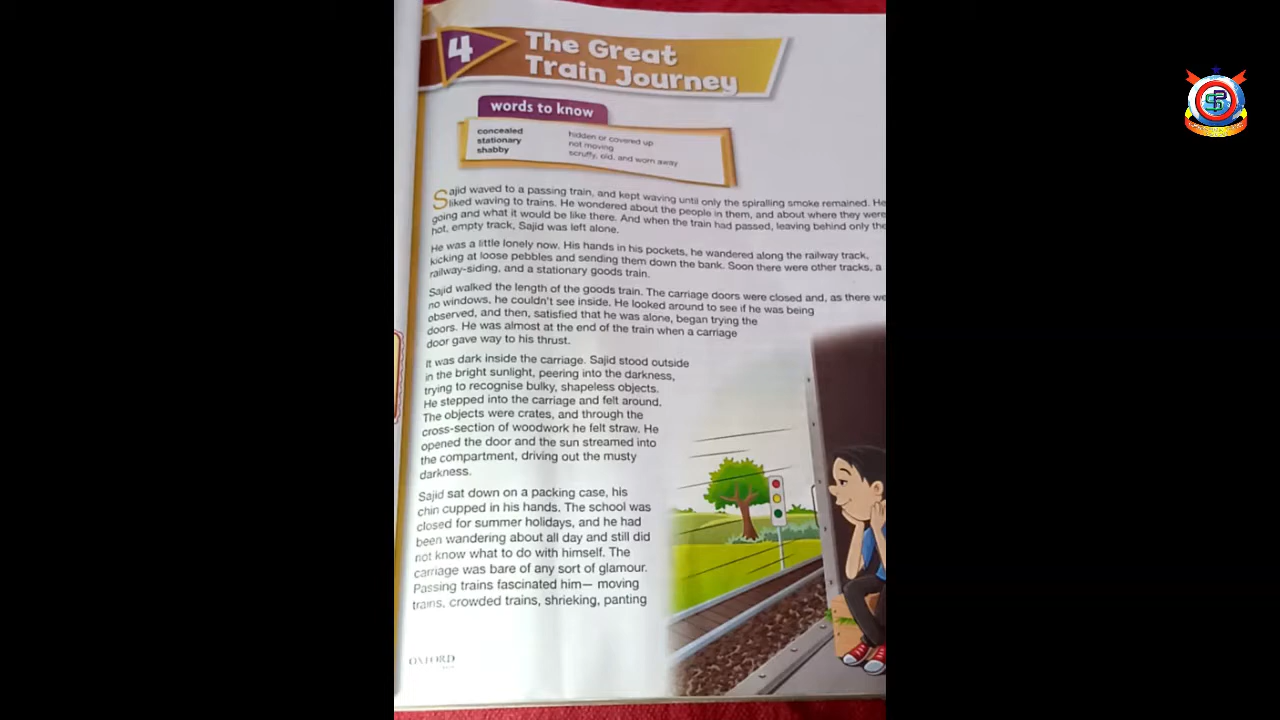 4
The Great
Train Journey
words to know
concealed hidden or covered up
stationary not moving
shabby scruffy, old, and worn away
Sajid waved to a passing train, and kept waving until only the spiralling smoke remained. He
liked waving to trains. He wondered about the people in them, and about where they were
going and what it would be like there. And when the train had passed, leaving behind only the
hot, empty track, Sajid was left alone.
He was a little lonely now. His hands in his pockets, he wandered along the railway track,
kicking at loose pebbles and sending them down the bank. Soon there were other tracks, a
railway-siding, and a stationary goods train.
Sajid walked the length of the goods train. The carriage doors were closed and, as there we
no windows, he couldn't see inside. He looked around to see if he was being
observed, and then, satisfied that he was alone, began trying the
doors. He was almost at the end of the train when a carriage
door gave way to his thrust.
It was dark inside the carriage. Sajid stood outside
in the bright sunlight, peering into the darkness,
trying to recognise bulky, shapeless objects.
He stepped into the carriage and felt around.
The objects were crates, and through the
cross-section of woodwork he felt straw. He
opened the door and the sun streamed into
the compartment, driving out the musty
darkness.
Sajid sat down on a packing case, his
chin cupped in his hands. The school was
closed for summer holidays, and he had
been wandering about all day and still did
not know what to do with himself. The
carriage was bare of any sort of glamour.
Passing trains fascinated him— moving
trains, crowded trains, shrieking, panting
OXFORD